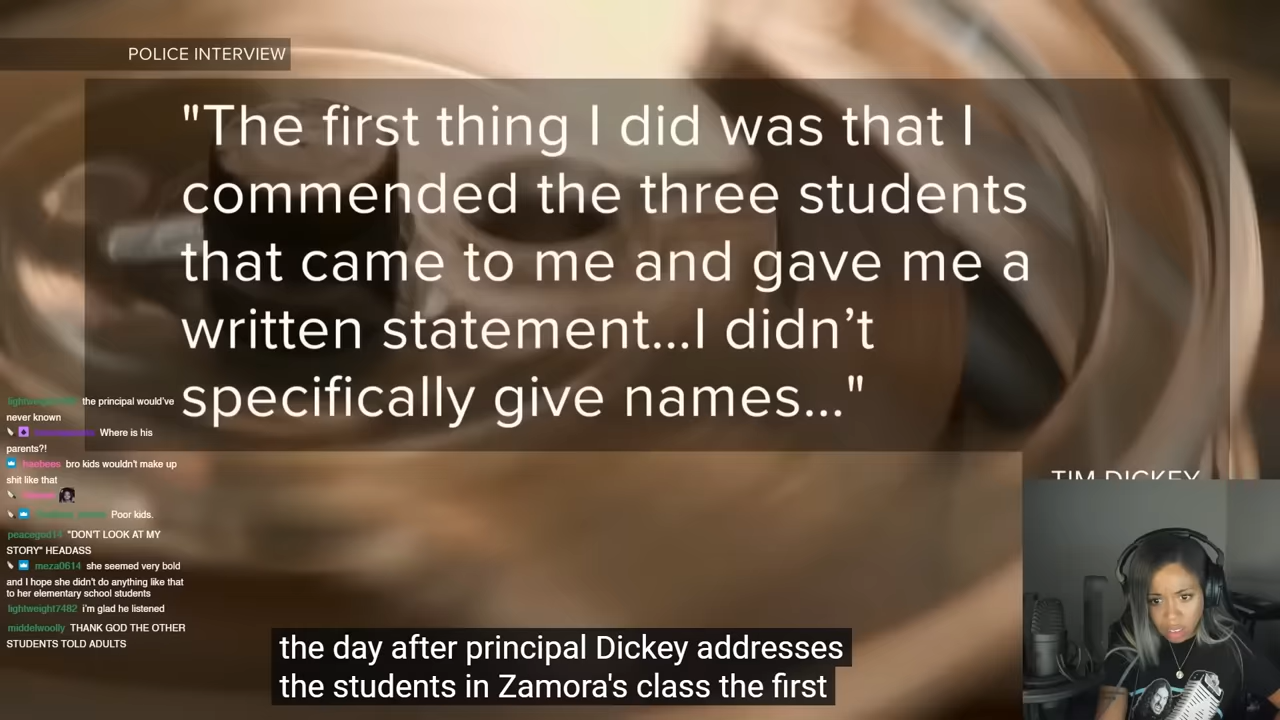 POLICE INTERVIEW
"The first thing I did was that I
commended the three students
that came to me and gave me a
written statement...I didn’t
specifically give names..."
TIM DICKEY
the principal would’ve
never known
Where is his
parents?!
haebees bro kids wouldn't make up
shit like that
Poor kids.
peacegod14 "DON'T LOOK AT MY
STORY" HEADASS
meza0614 she seemed very bold
and I hope she didn't do anything like that
to her elementary school students
lightweight7482 i'm glad he listened
middelwoolly THANK GOD THE OTHER
STUDENTS TOLD ADULTS
the day after principal Dickey addresses
the students in Zamora's class the first